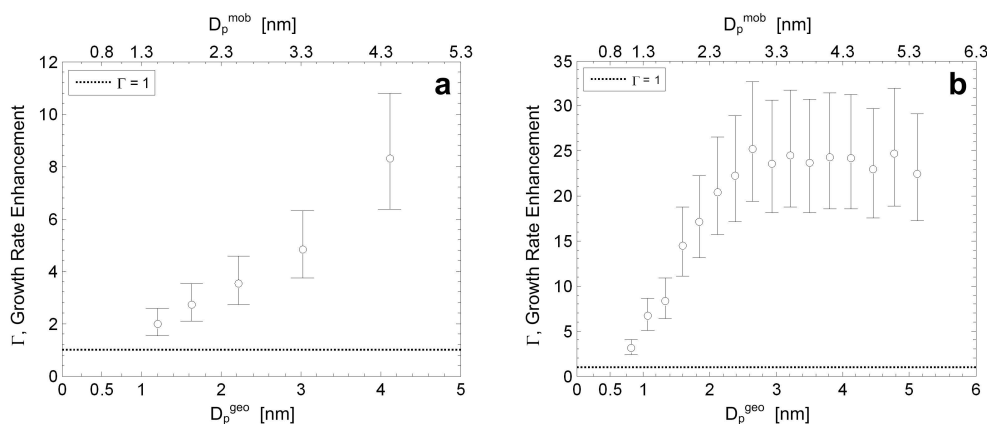 D_p^mob [nm]
0.8 1.3 2.3 3.3 4.3 5.3
12
10
8
6
4
2
0
Γ, Growth Rate Enhancement
Γ = 1
a
0 0.5 1 2 3 4 5
D_p^geo [nm]
D_p^mob [nm]
0.8 1.3 2.3 3.3 4.3 5.3 6.3
35
30
25
20
15
10
5
0
Γ, Growth Rate Enhancement
Γ = 1
b
0 0.5 1 2 3 4 5 6
D_p^geo [nm]